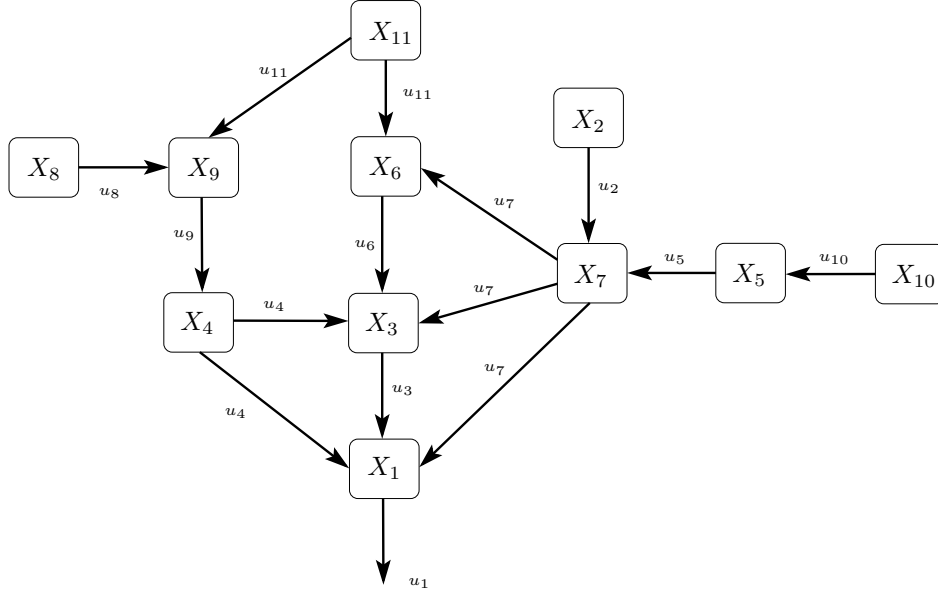 X₁₁
u₁₁
u₁₁
X₂
X₈
u₈
X₉
X₆
u₂
u₇
u₉
u₆
u₅
u₁₀
X₇
X₅
X₁₀
u₇
u₄
X₄
X₃
u₇
u₃
u₄
X₁
u₁